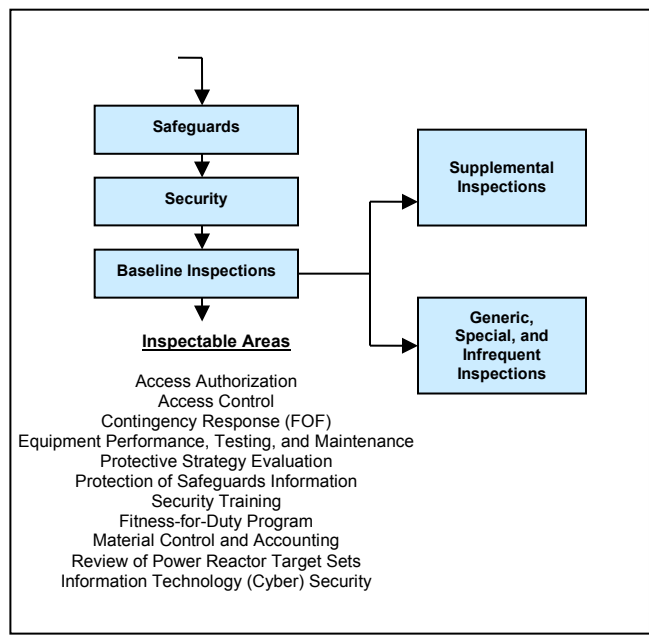 Safeguards
Security
Baseline Inspections
Supplemental
Inspections
Generic,
Special, and
Infrequent
Inspections
Inspectable Areas
Access Authorization
Access Control
Contingency Response (FOF)
Equipment Performance, Testing, and Maintenance
Protective Strategy Evaluation
Protection of Safeguards Information
Security Training
Fitness-for-Duty Program
Material Control and Accounting
Review of Power Reactor Target Sets
Information Technology (Cyber) Security